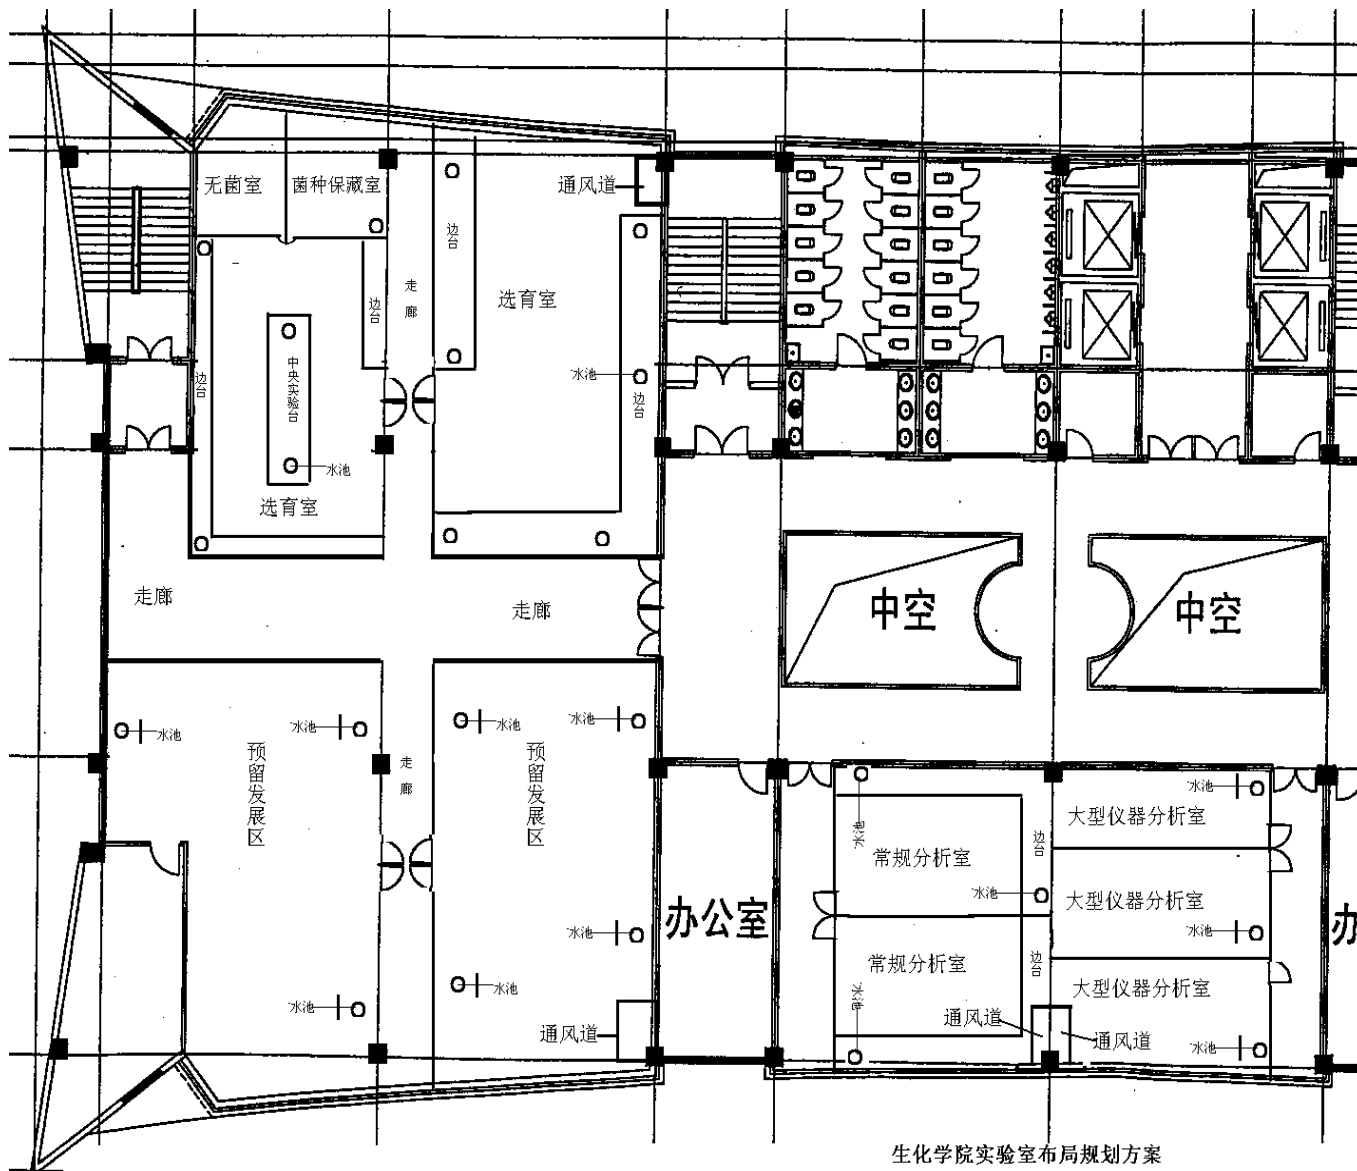 无菌室
菌种保藏室
通风道
边台
走廊
边台
选育室
水池
边台
边台
中央实验台
水池
选育室
走廊
走廊
中空
中空
水池
水池
水池
水池
预留发展区
走廊
预留发展区
水池
大型仪器分析室
水池
边台
常规分析室
水池
大型仪器分析室
办公室
办
水池
水池
常规分析室
边台
水池
大型仪器分析室
水池
水池
通风道
通风道
通风道
水池
水池
生化学院实验室布局规划方案